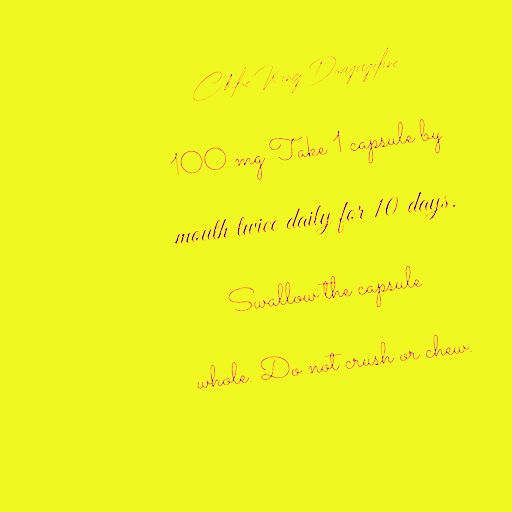 Chloe King Doxycycline
100 mg Take 1 capsule by
mouth twice daily for 10 days.
Swallow the capsule
whole. Do not crush or chew.